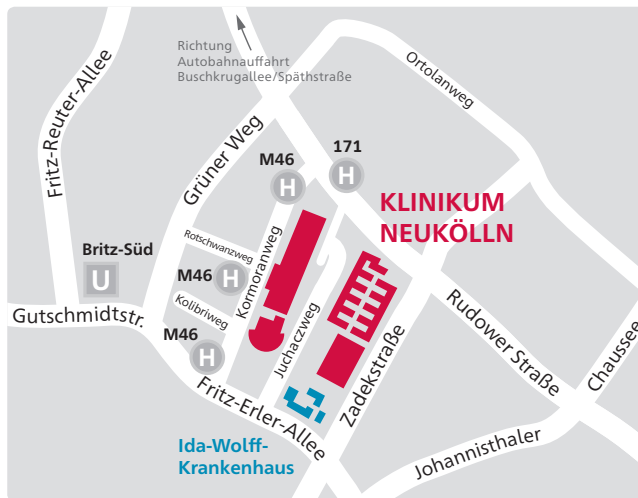 Richtung
Autobahnauffahrt
Buschkrugallee/Späthstraße
Fritz-Reuter-Allee
Ortolanweg
Grüner Weg
171
H
M46
H
KLINIKUM
NEUKÖLLN
Rotschwanzweg
Kormoranweg
Britz-Süd
U
M46
H
Kolibriweg
Gutschmidtstr.
Juchaczweg
Rudower Straße
M46
H
Zadekstraße
Chaussee
Fritz-Erler-Allee
Ida-Wolff-
Krankenhaus
Johannisthaler